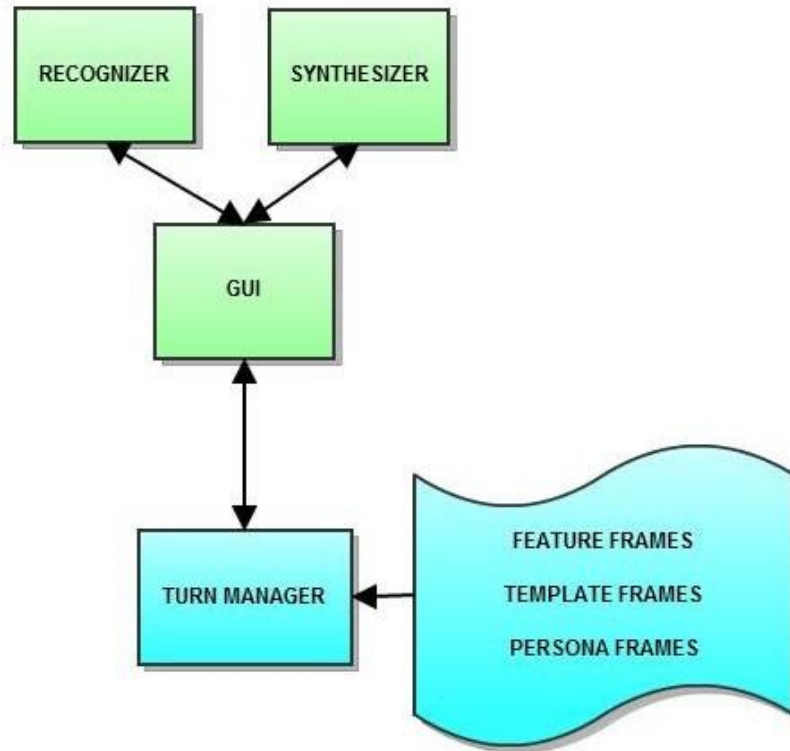 RECOGNIZER
SYNTHESIZER
GUI
TURN MANAGER
FEATURE FRAMES
TEMPLATE FRAMES
PERSONA FRAMES